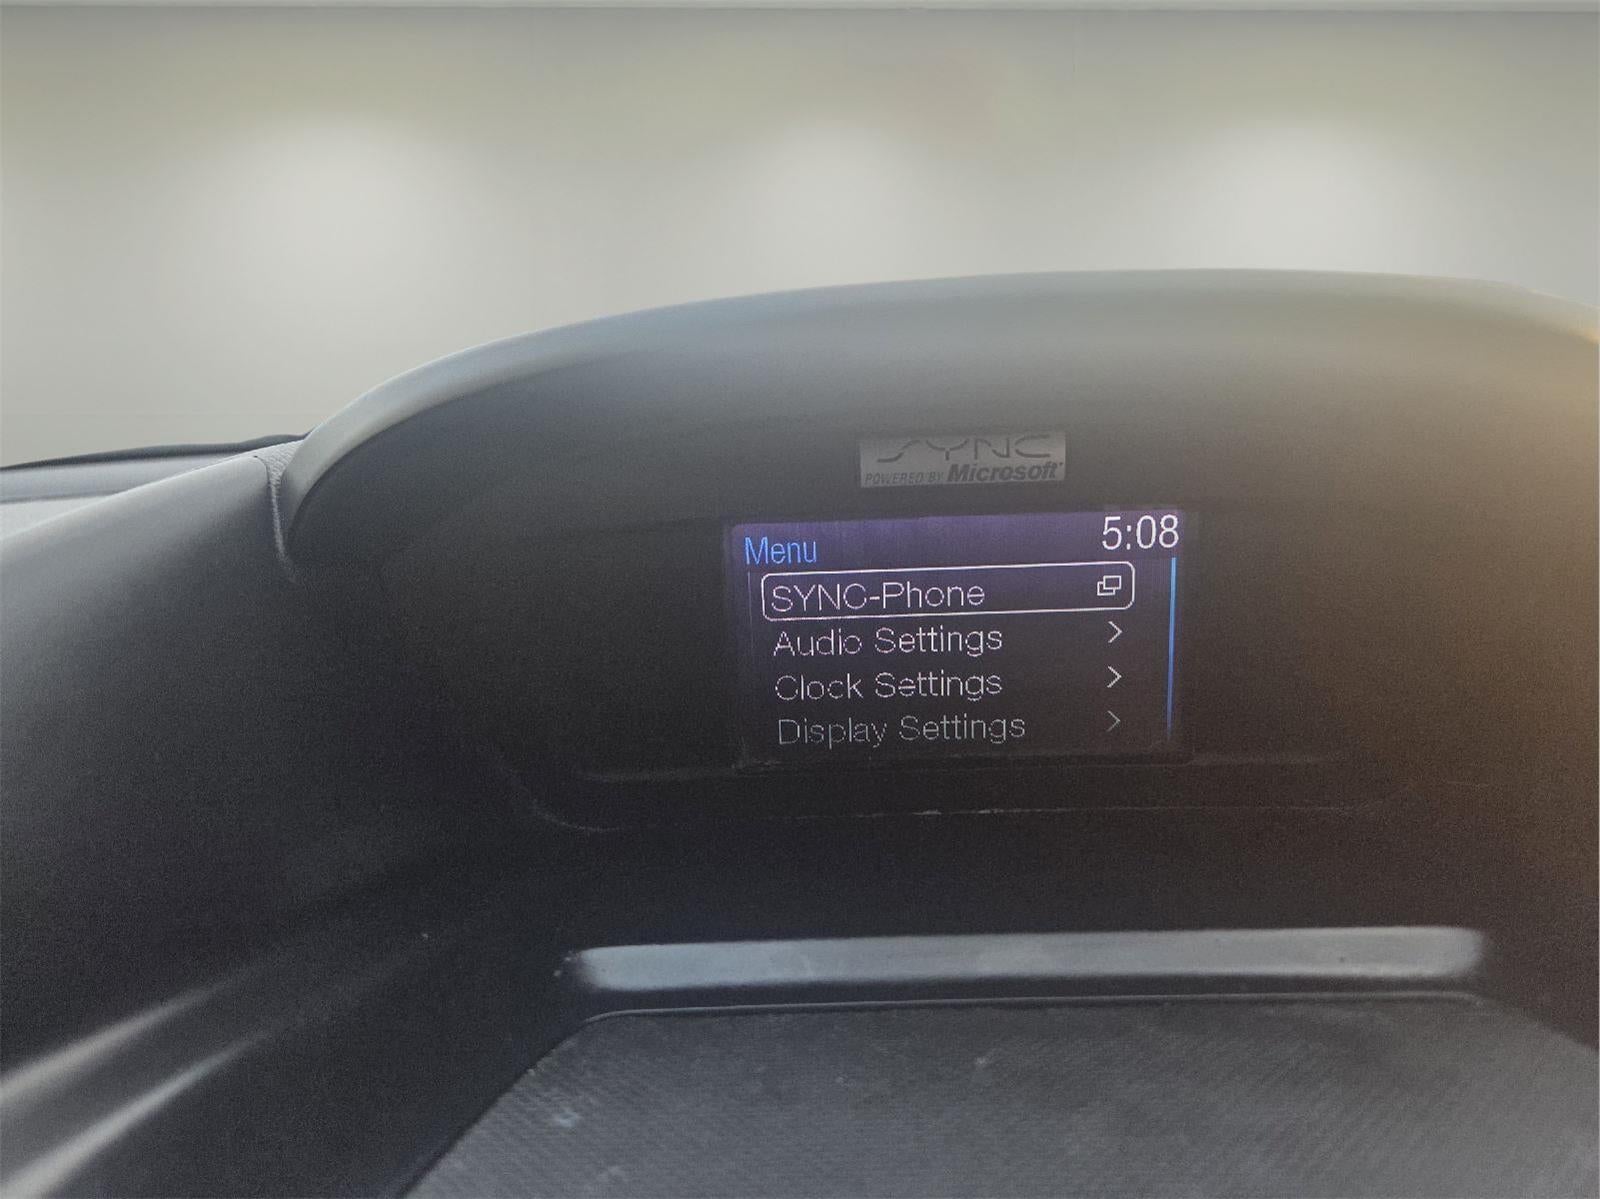 SYNC
POWERED BY Microsoft
Menu 5:08
SYNC-Phone
Audio Settings
Clock Settings
Display Settings